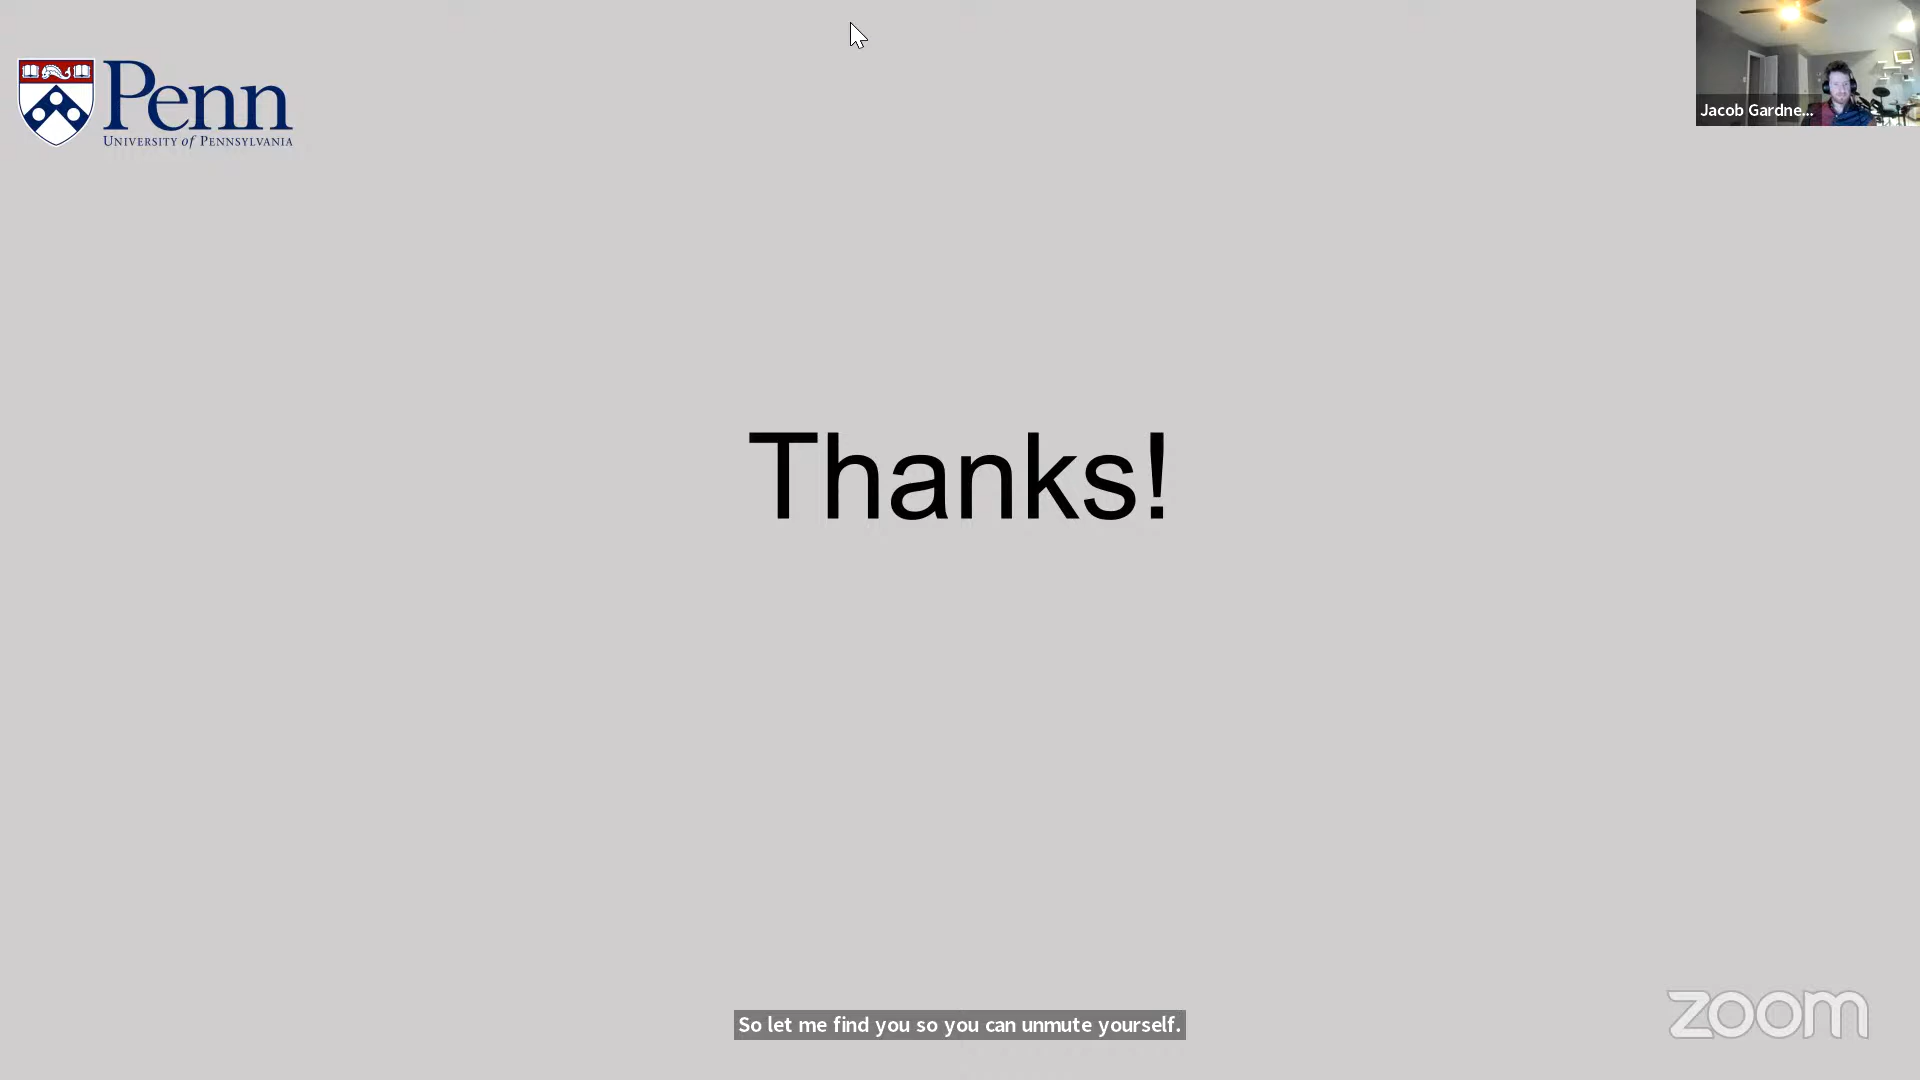 Penn
UNIVERSITY of PENNSYLVANIA
Jacob Gardne...
Thanks!
So let me find you so you can unmute yourself.
zoom